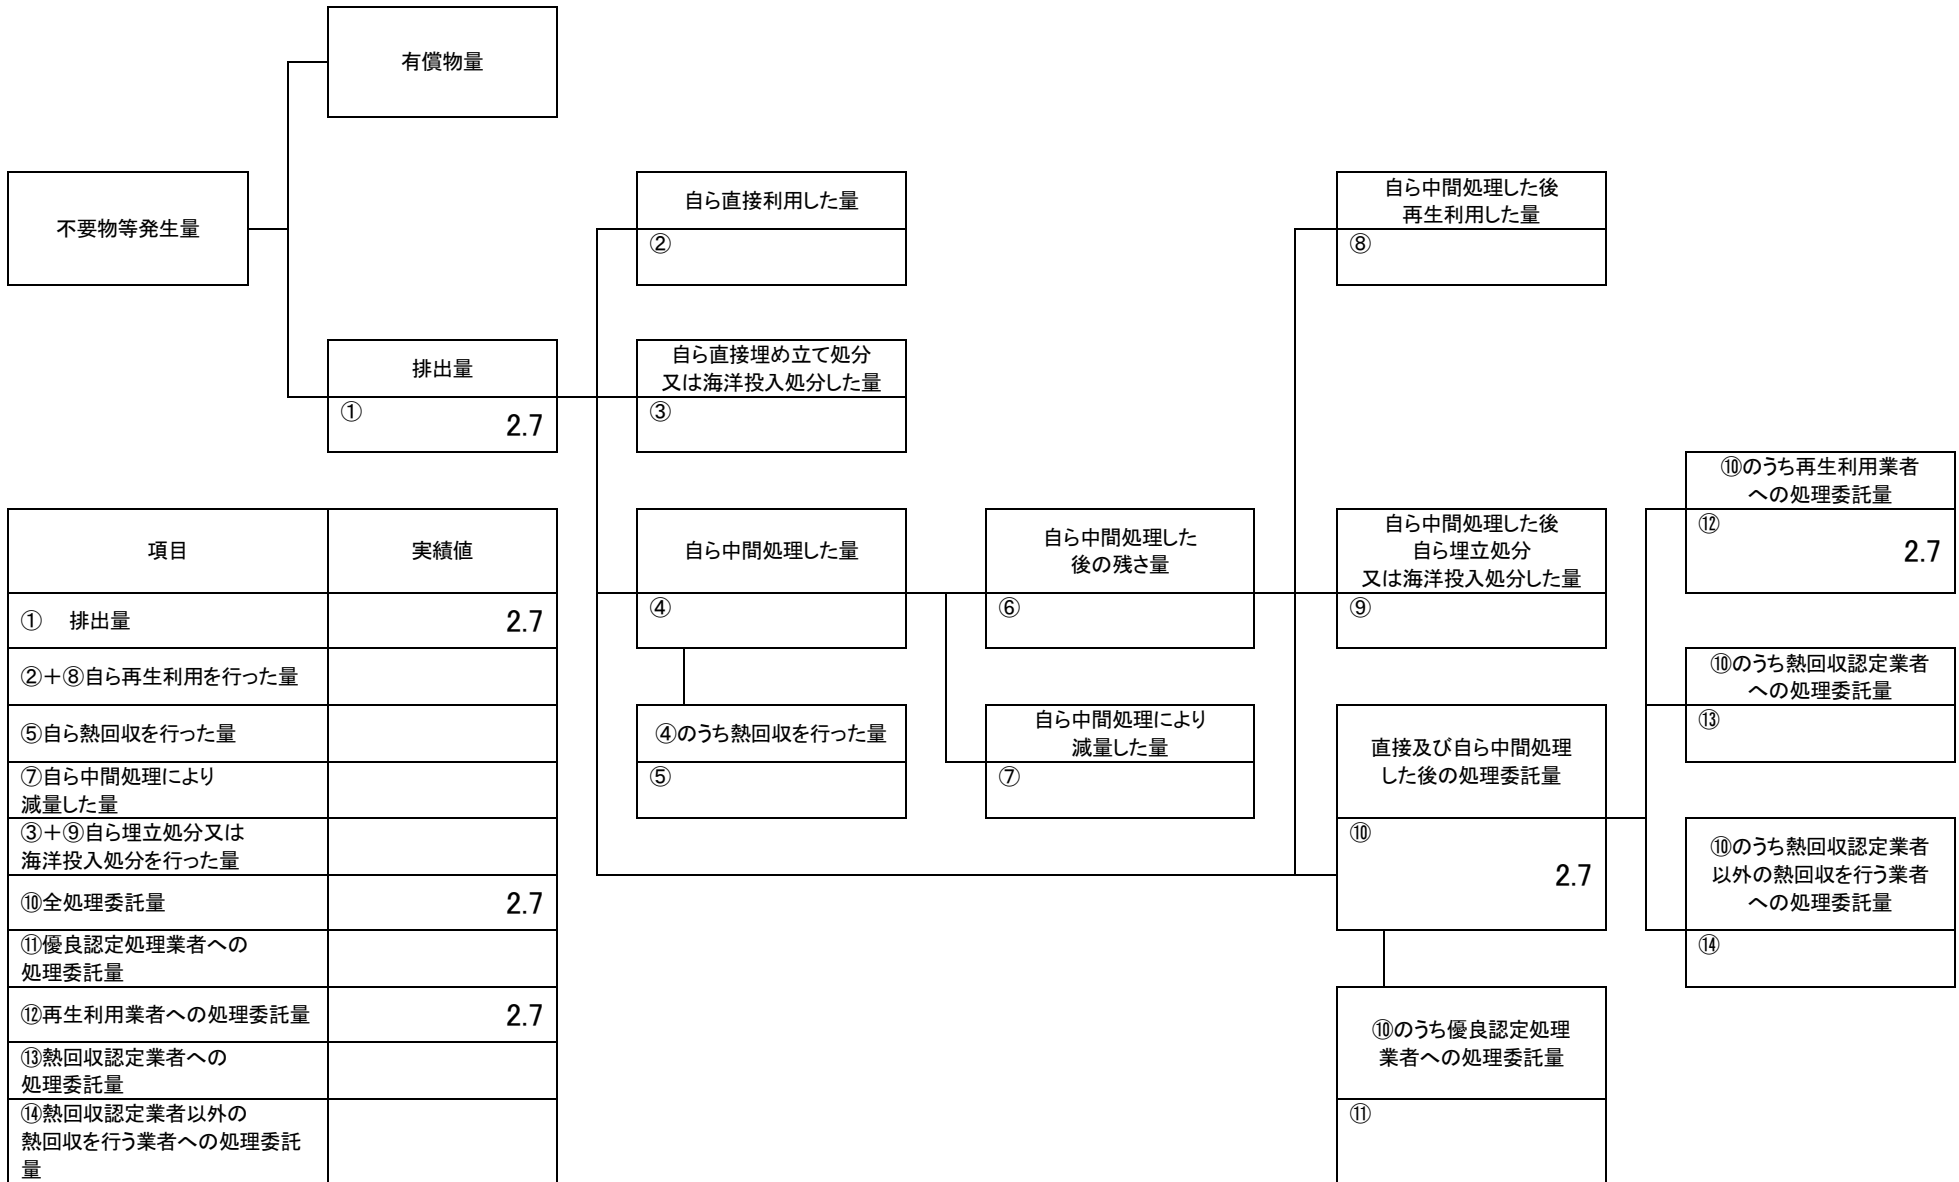 有償物量
不要物等発生量
自ら直接利用した量
②
自ら中間処理した後
再生利用した量
⑧
排出量
①
2.7
自ら直接埋め立て処分
又は海洋投入処分した量
③
⑩のうち再生利用業者
への処理委託量
⑫
2.7
自ら中間処理した量
④
自ら中間処理した
後の残さ量
⑥
自ら中間処理した後
自ら埋立処分
又は海洋投入処分した量
⑨
⑩のうち熱回収認定業者
への処理委託量
⑬
④のうち熱回収を行った量
⑤
自ら中間処理により
減量した量
⑦
直接及び自ら中間処理
した後の処理委託量
⑩
2.7
⑩のうち熱回収認定業者
以外の熱回収を行う業者
への処理委託量
⑭
⑩のうち優良認定処理
業者への処理委託量
⑪
項目 実績値
① 排出量 2.7
②＋⑧自ら再生利用を行った量
⑤自ら熱回収を行った量
⑦自ら中間処理により
減量した量
③＋⑨自ら埋立処分又は
海洋投入処分を行った量
⑩全処理委託量 2.7
⑪優良認定処理業者への
処理委託量
⑫再生利用業者への処理委託量 2.7
⑬熱回収認定業者への
処理委託量
⑭熱回収認定業者以外の
熱回収を行う業者への処理委託
量